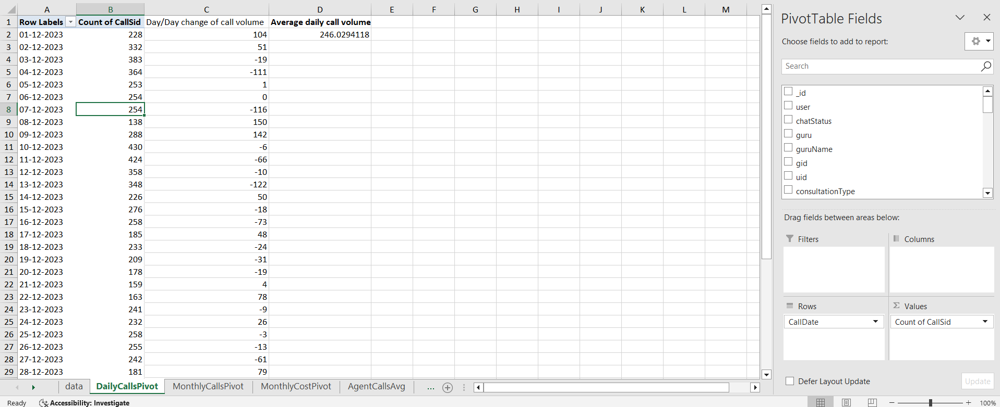 A B C D E F G H I J K L M
1 Row Labels Count of CallSid Day/Day change of call volume Average daily call volume
2 01-12-2023 228 104 246.0294118
3 02-12-2023 332 51
4 03-12-2023 383 -19
5 04-12-2023 364 -111
6 05-12-2023 253 1
7 06-12-2023 254 0
8 07-12-2023 254 -116
9 08-12-2023 138 150
10 09-12-2023 288 142
11 10-12-2023 430 -6
12 11-12-2023 424 -66
13 12-12-2023 358 -10
14 13-12-2023 348 -122
15 14-12-2023 226 50
16 15-12-2023 276 -18
17 16-12-2023 258 -73
18 17-12-2023 185 48
19 18-12-2023 233 -24
20 19-12-2023 209 -31
21 20-12-2023 178 -19
22 21-12-2023 159 4
23 22-12-2023 163 78
24 23-12-2023 241 -9
25 24-12-2023 232 26
26 25-12-2023 258 -3
27 26-12-2023 255 -13
28 27-12-2023 242 -61
29 28-12-2023 181 79
data DailyCallsPivot MonthlyCallsPivot MonthlyCostPivot AgentCallsAvg ...
Ready Accessibility: Investigate 100%
PivotTable Fields
Choose fields to add to report:
Search
_id
user
chatStatus
guru
guruName
gid
uid
consultationType
Drag fields between areas below:
Filters Columns
Rows Σ Values
CallDate Count of CallSid
Defer Layout Update Update